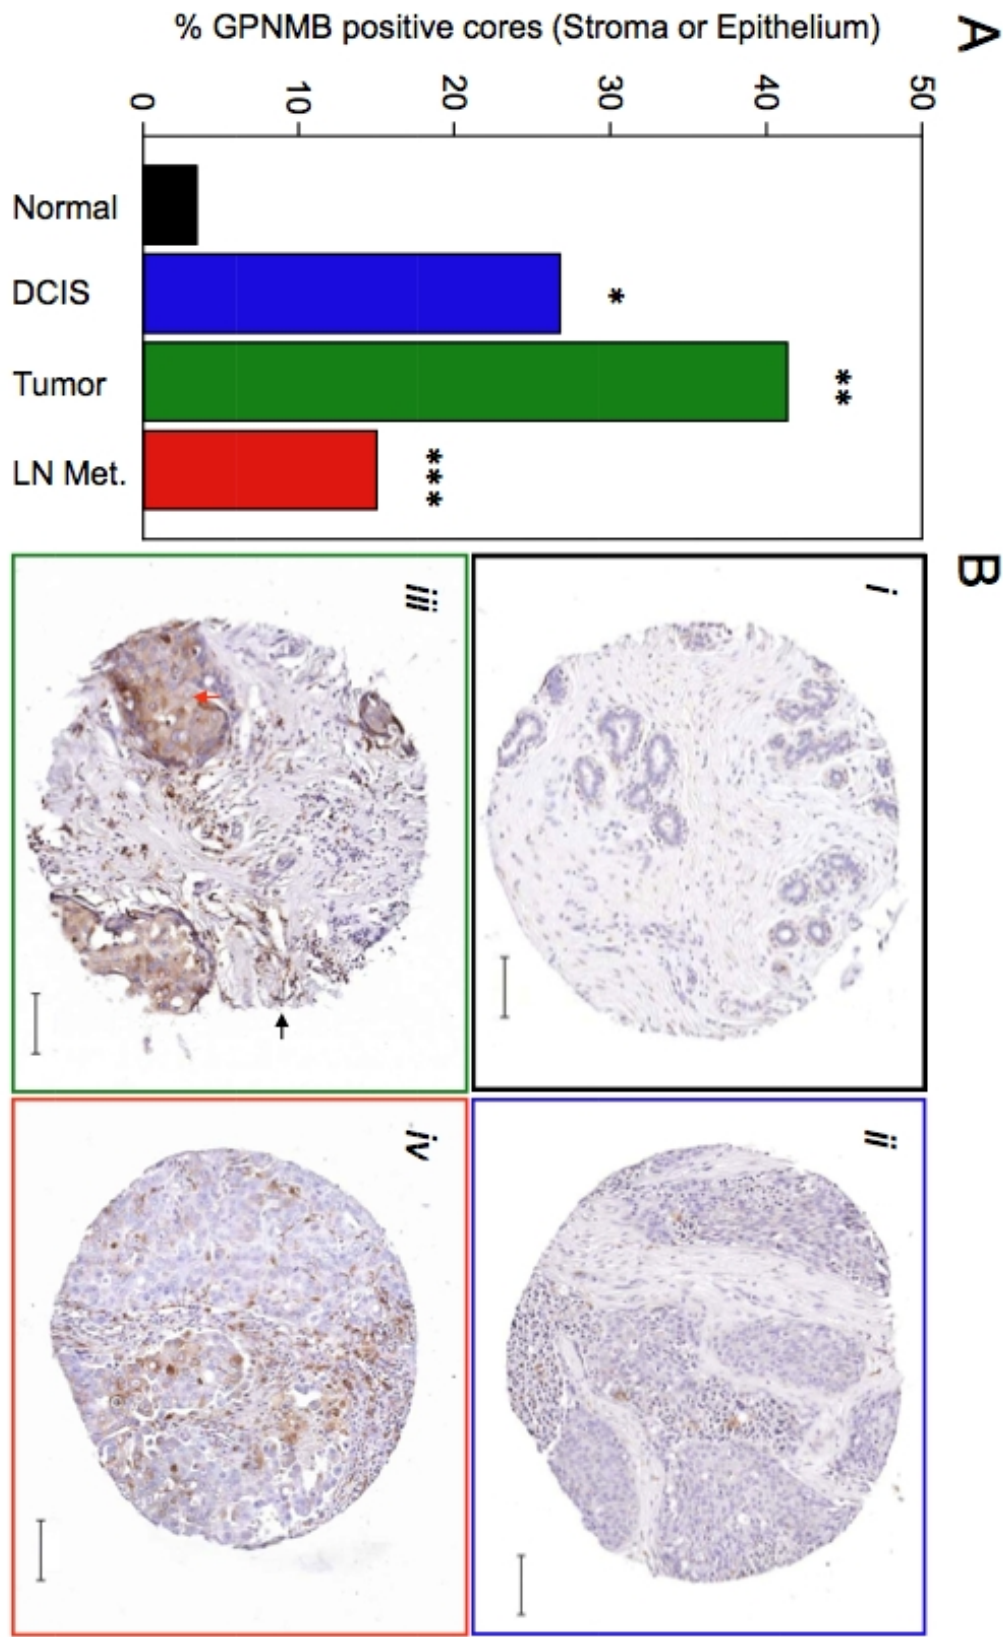 A
% GPNMB positive cores (Stroma or Epithelium)
50
40
30
20
10
0
Normal
DCIS
Tumor
LN Met.
*
**
***
B
i
ii
iii
iv